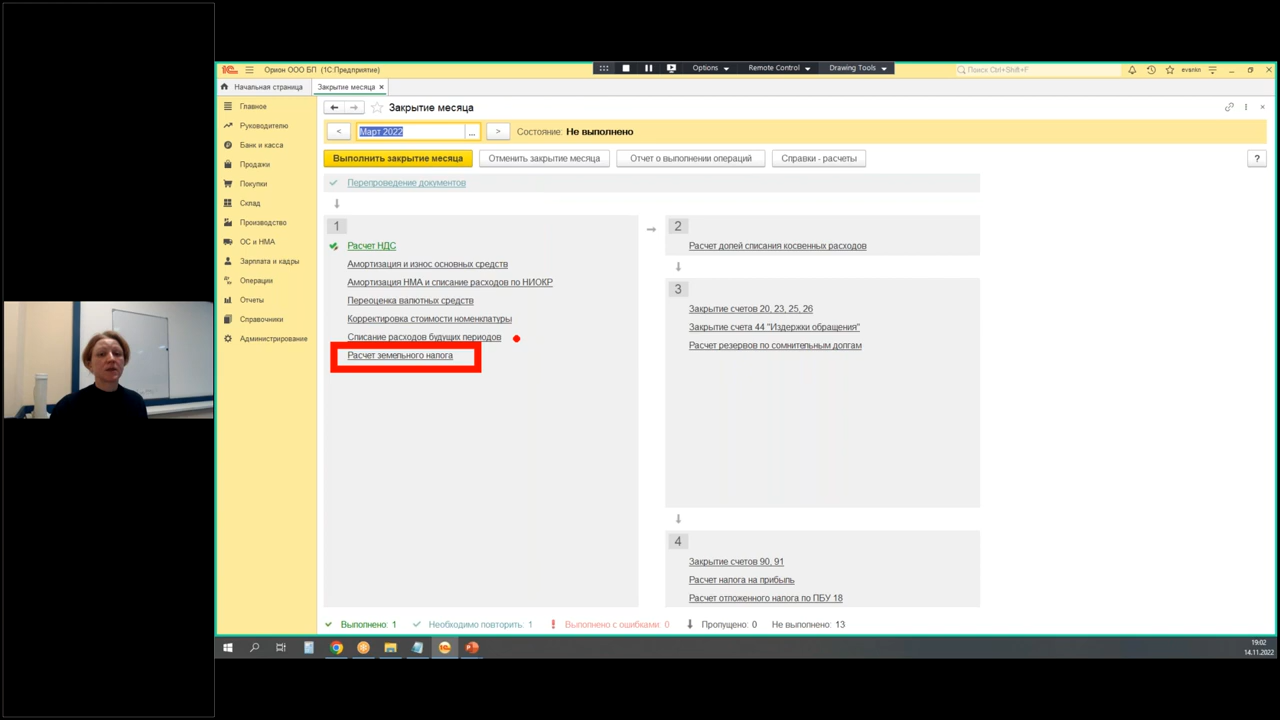 1С Орион ООО БП (1С:Предприятие)
Options
Remote Control
Drawing Tools
Поиск Ctrl+Shift+F
evankn
Начальная страница
Закрытие месяца ×
Главное
Руководителю
Банк и касса
Продажи
Покупки
Склад
Производство
ОС и НМА
Зарплата и кадры
Операции
Отчеты
Справочники
Администрирование
Закрытие месяца
< Март 2022 ... > Состояние: Не выполнено
Выполнить закрытие месяца
Отменить закрытие месяца
Отчет о выполнении операций
Справки - расчеты
?
Перепроведение документов
1
Расчет НДС
Амортизация и износ основных средств
Амортизация НМА и списание расходов по НИОКР
Переоценка валютных средств
Корректировка стоимости номенклатуры
Списание расходов будущих периодов
Расчет земельного налога
2
Расчет долей списания косвенных расходов
3
Закрытие счетов 20, 23, 25, 26
Закрытие счета 44 "Издержки обращения"
Расчет резервов по сомнительным долгам
4
Закрытие счетов 90, 91
Расчет налога на прибыль
Расчет отложенного налога по ПБУ 18
Выполнено: 1 Необходимо повторить: 1 Выполнено с ошибками: 0 Пропущено: 0 Не выполнено: 13
19:02
14.11.2022